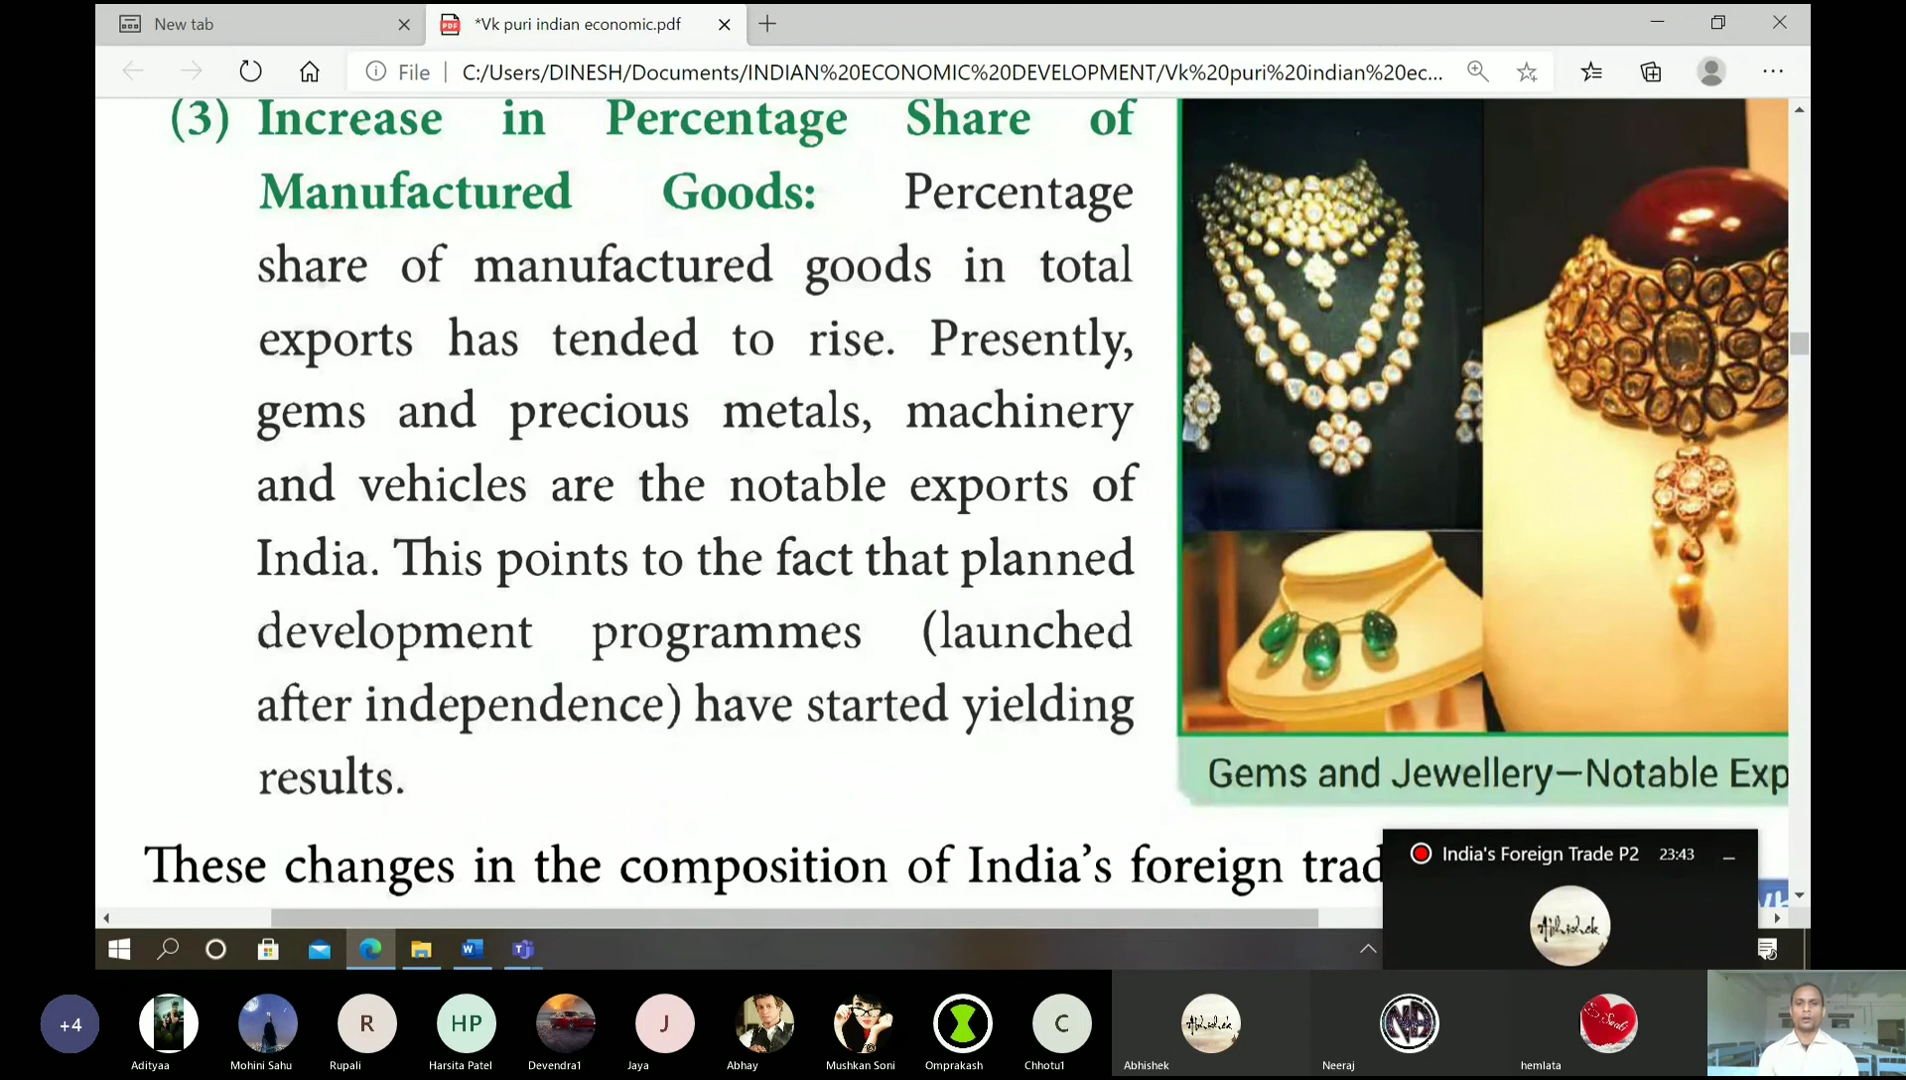 New tab
*Vk puri indian economic.pdf
File
C:/Users/DINESH/Documents/INDIAN%20ECONOMIC%20DEVELOPMENT/Vk%20puri%20indian%20ec...
(3) Increase in Percentage Share of
Manufactured Goods: Percentage
share of manufactured goods in total
exports has tended to rise. Presently,
gems and precious metals, machinery
and vehicles are the notable exports of
India. This points to the fact that planned
development programmes (launched
after independence) have started yielding
results.
Gems and Jewellery—Notable Exp
These changes in the composition of India's foreign trad
India's Foreign Trade P2 23:43
Abhishek
+4
R
HP
J
C
Abhishek
Adityaa
Mohini Sahu
Rupali
Harsita Patel
Devendra1
Jaya
Abhay
Mushkan Soni
Omprakash
Chhotu1
Abhishek
Neeraj
hemlata